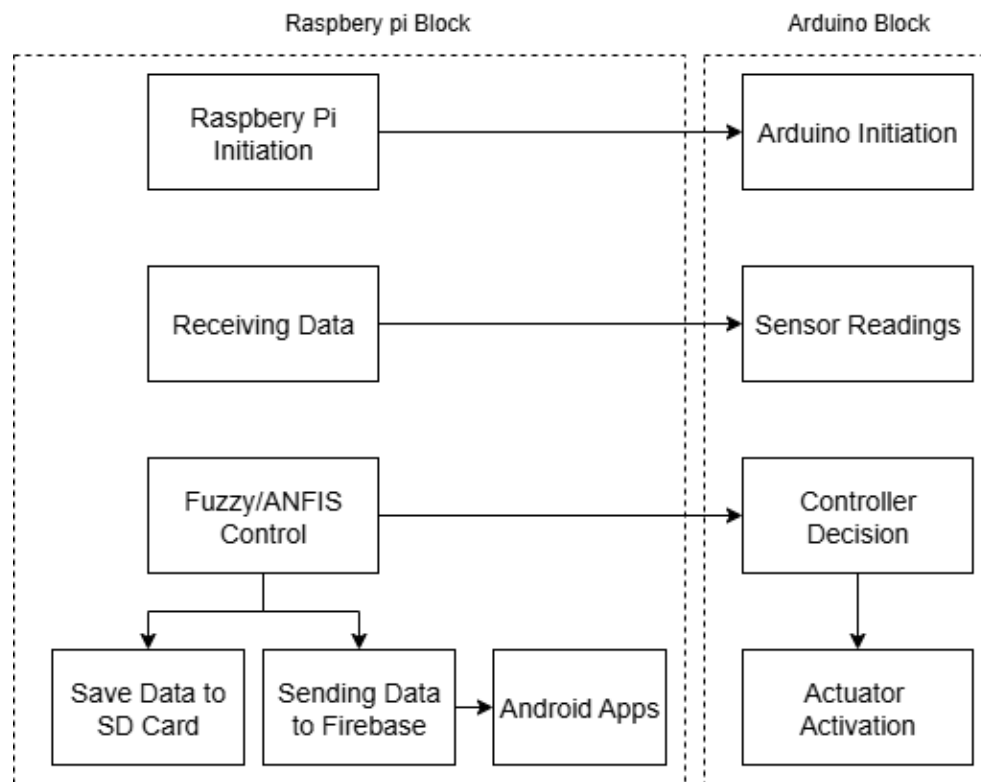 Raspbery pi Block
Arduino Block
Raspbery Pi
Initiation
Arduino Initiation
Receiving Data
Sensor Readings
Fuzzy/ANFIS
Control
Controller
Decision
Save Data to
SD Card
Sending Data
to Firebase
Android Apps
Actuator
Activation